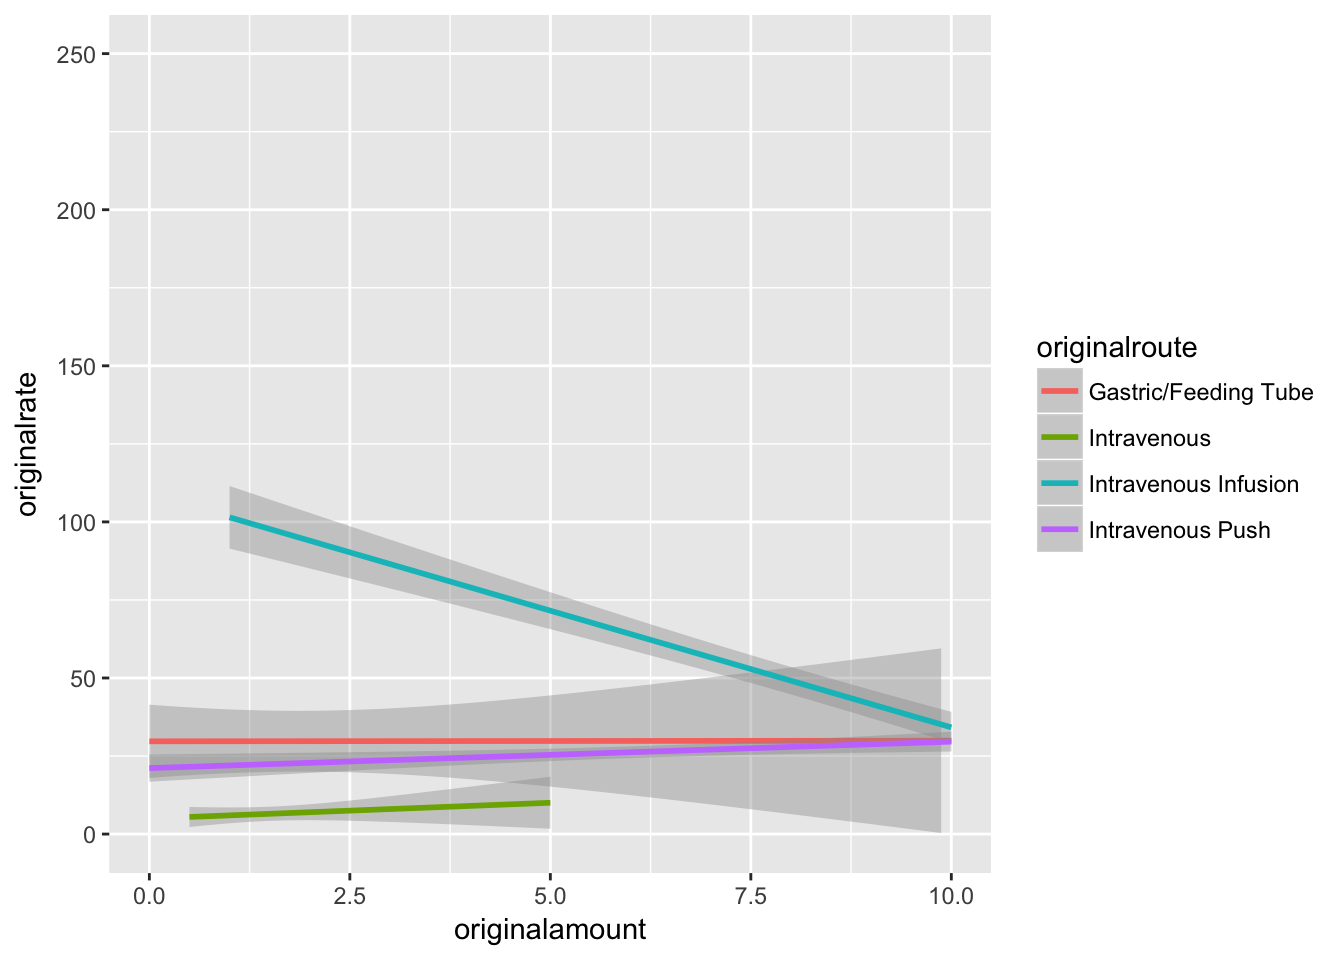 250
200
150
100
50
0
originalrate
0.0
2.5
5.0
7.5
10.0
originalamount
originalroute
Gastric/Feeding Tube
Intravenous
Intravenous Infusion
Intravenous Push